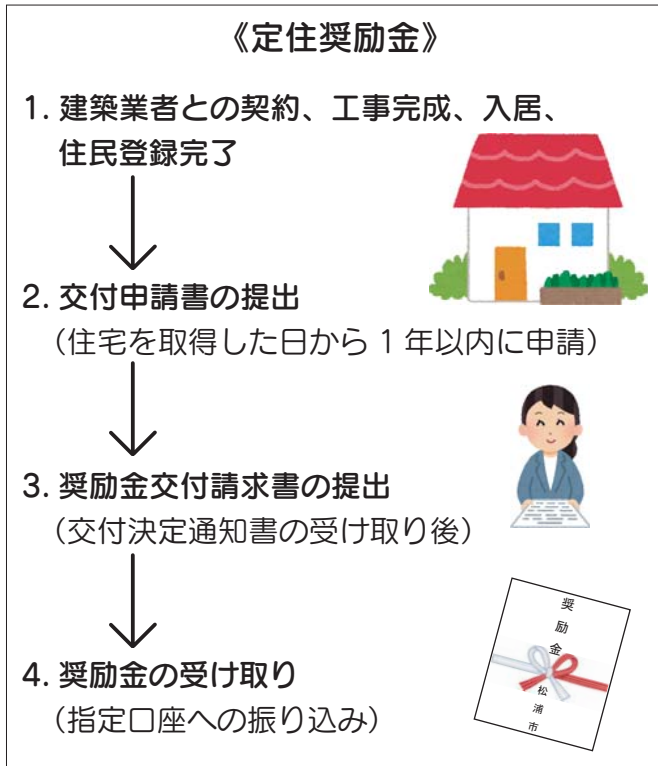 《定住奨励金》
1. 建築業者との契約、工事完成、入居、
住民登録完了
2. 交付申請書の提出
（住宅を取得した日から 1 年以内に申請）
3. 奨励金交付請求書の提出
（交付決定通知書の受け取り後）
4. 奨励金の受け取り
（指定口座への振り込み）
奨励金
松浦市